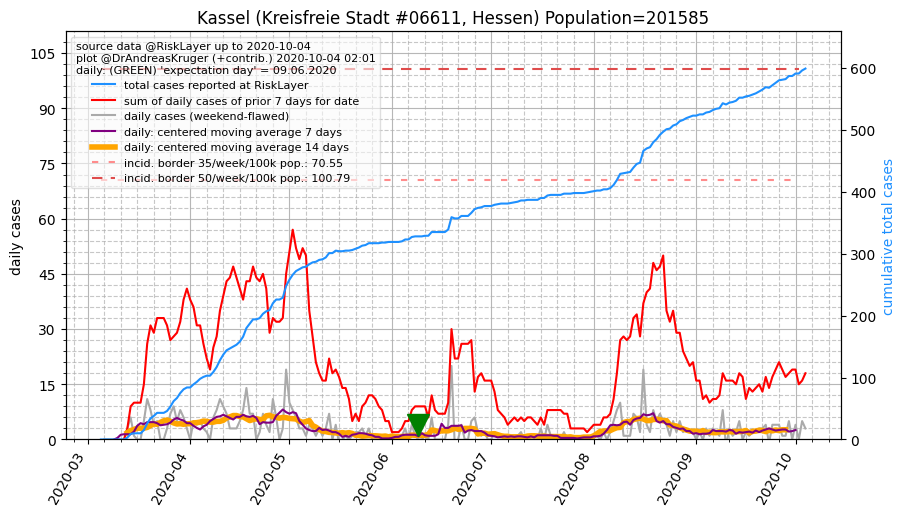 Kassel (Kreisfreie Stadt #06611, Hessen) Population=201585
source data @RiskLayer up to 2020-10-04
plot @DrAndreasKruger (+contrib.) 2020-10-04 02:01
daily: (GREEN) 'expectation day' = 09.06.2020
total cases reported at RiskLayer
sum of daily cases of prior 7 days for date
daily cases (weekend-flawed)
daily: centered moving average 7 days
daily: centered moving average 14 days
incid. border 35/week/100k pop.: 70.55
incid. border 50/week/100k pop.: 100.79
daily cases
105
90
75
60
45
30
15
0
cumulative total cases
600
500
400
300
200
100
0
2020-03
2020-04
2020-05
2020-06
2020-07
2020-08
2020-09
2020-10